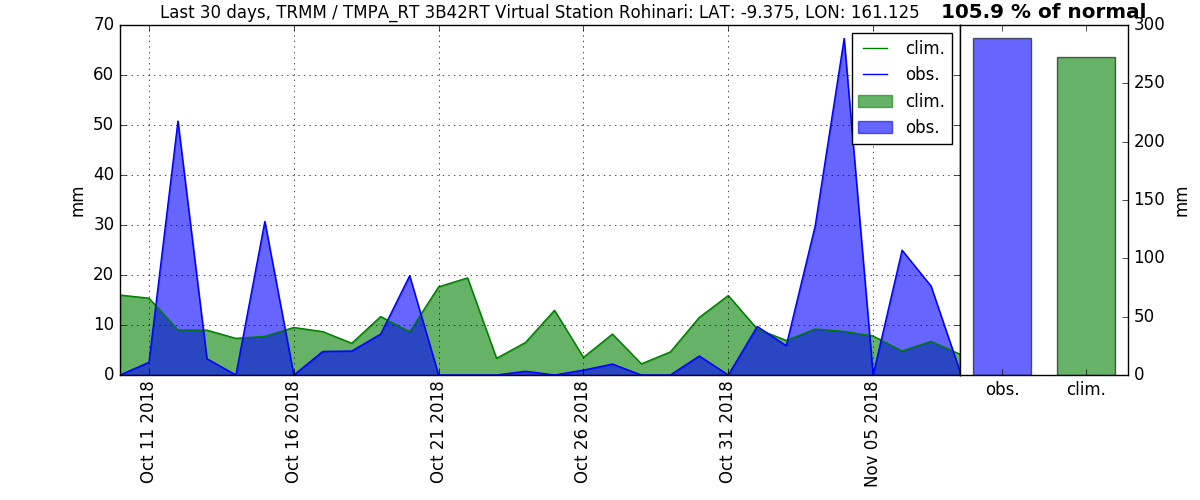 Last 30 days, TRMM / TMPA_RT 3B42RT Virtual Station Rohinari: LAT: -9.375, LON: 161.125
105.9 % of normal
70
60
50
40
30
20
10
0
mm
clim.
obs.
clim.
obs.
Oct 11 2018
Oct 16 2018
Oct 21 2018
Oct 26 2018
Oct 31 2018
Nov 05 2018
300
250
200
150
100
50
0
mm
obs.
clim.